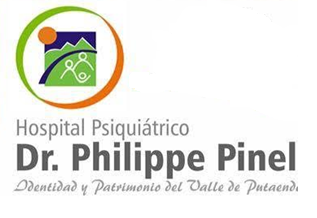 Hospital Psiquiátrico
Dr. Philippe Pinel
Identidad y Patrimonio del Valle de Putaendo